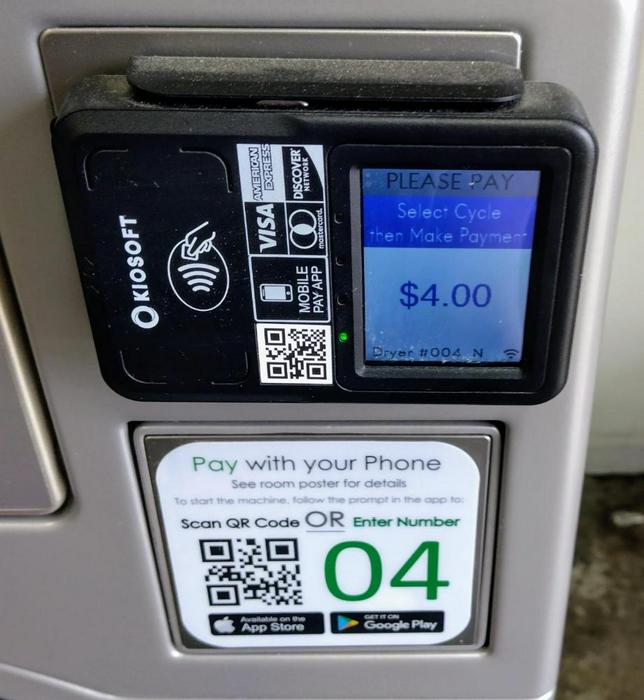 KIOSOFT
AMERICAN EXPRESS
DISCOVER
NETWORK
VISA
mastercard.
MOBILE
PAY APP
PLEASE PAY
Select Cycle
then Make Payment
$4.00
Dryer #004 N
Pay with your Phone
See room poster for details
To start the machine, follow the prompt in the app to:
Scan QR Code OR Enter Number
04
Available on the
App Store
GET IT ON
Google Play